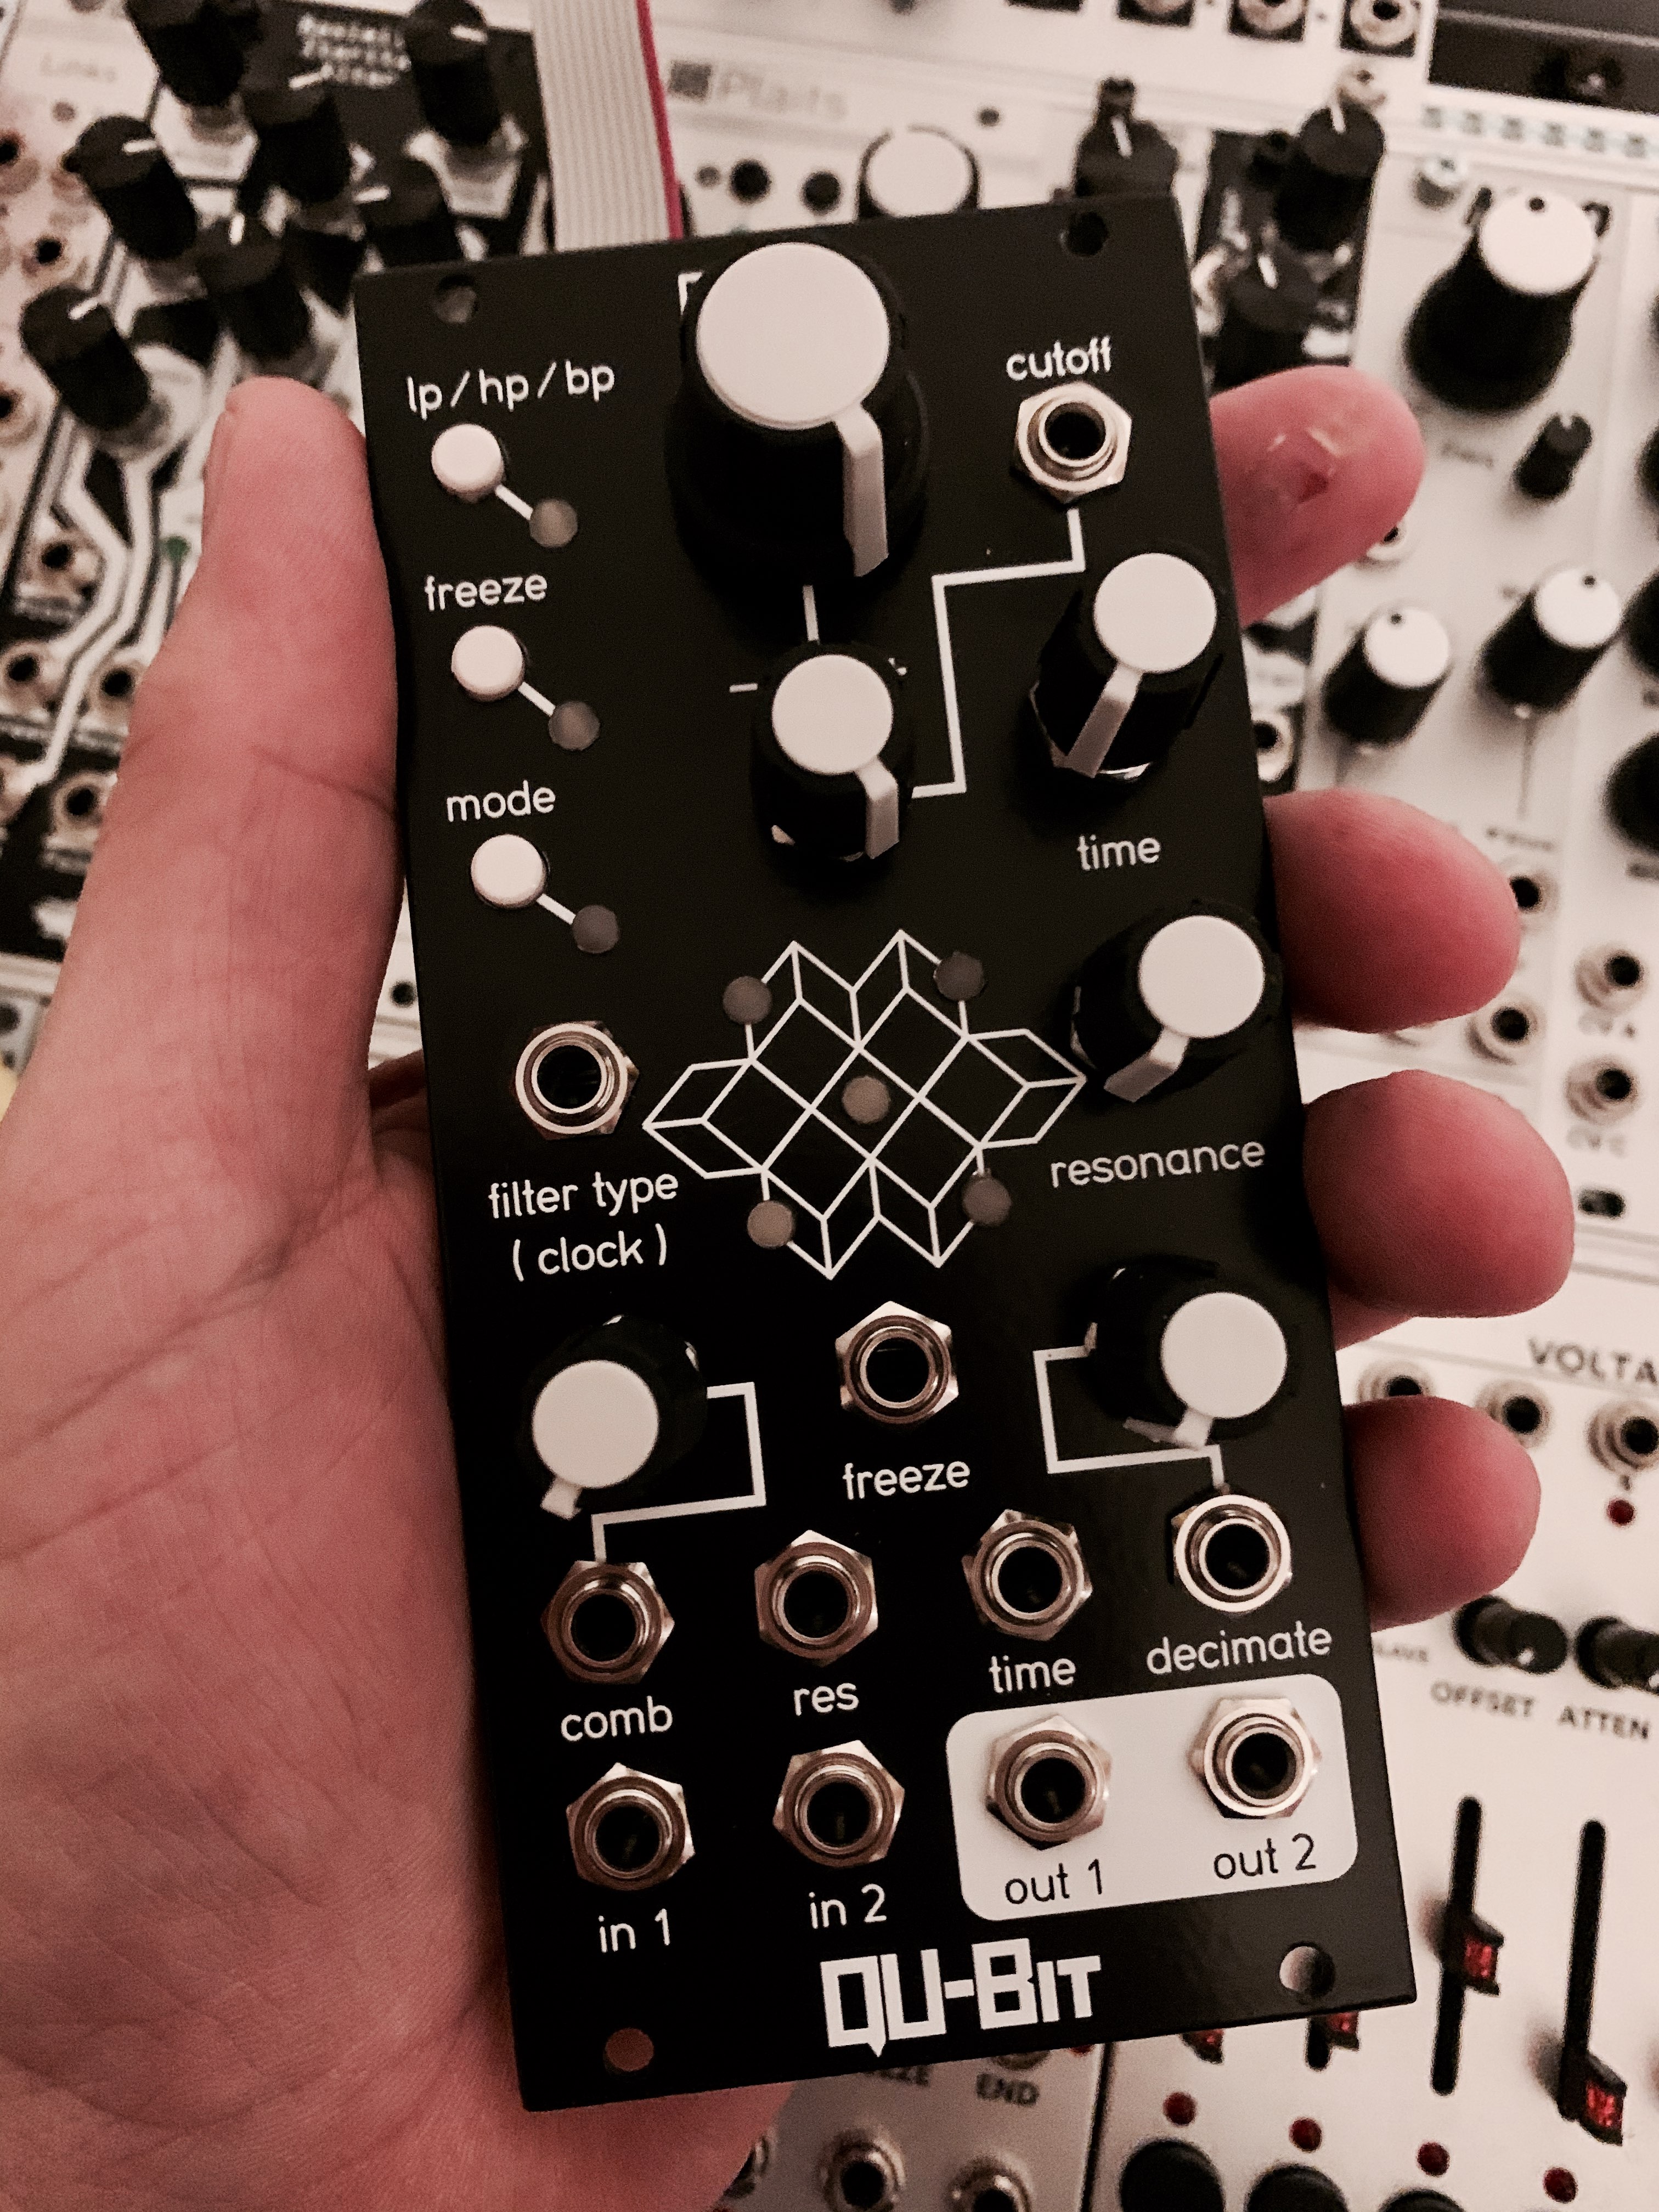 Links
Plaits
lp/hp/bp
cutoff
freeze
- +
mode
time
resonance
filter type
(clock)
freeze
VOLTA
comb
res
time
decimate
OFFSET ATTEN
in 1
in 2
out 1
out 2
QU-BIT
END